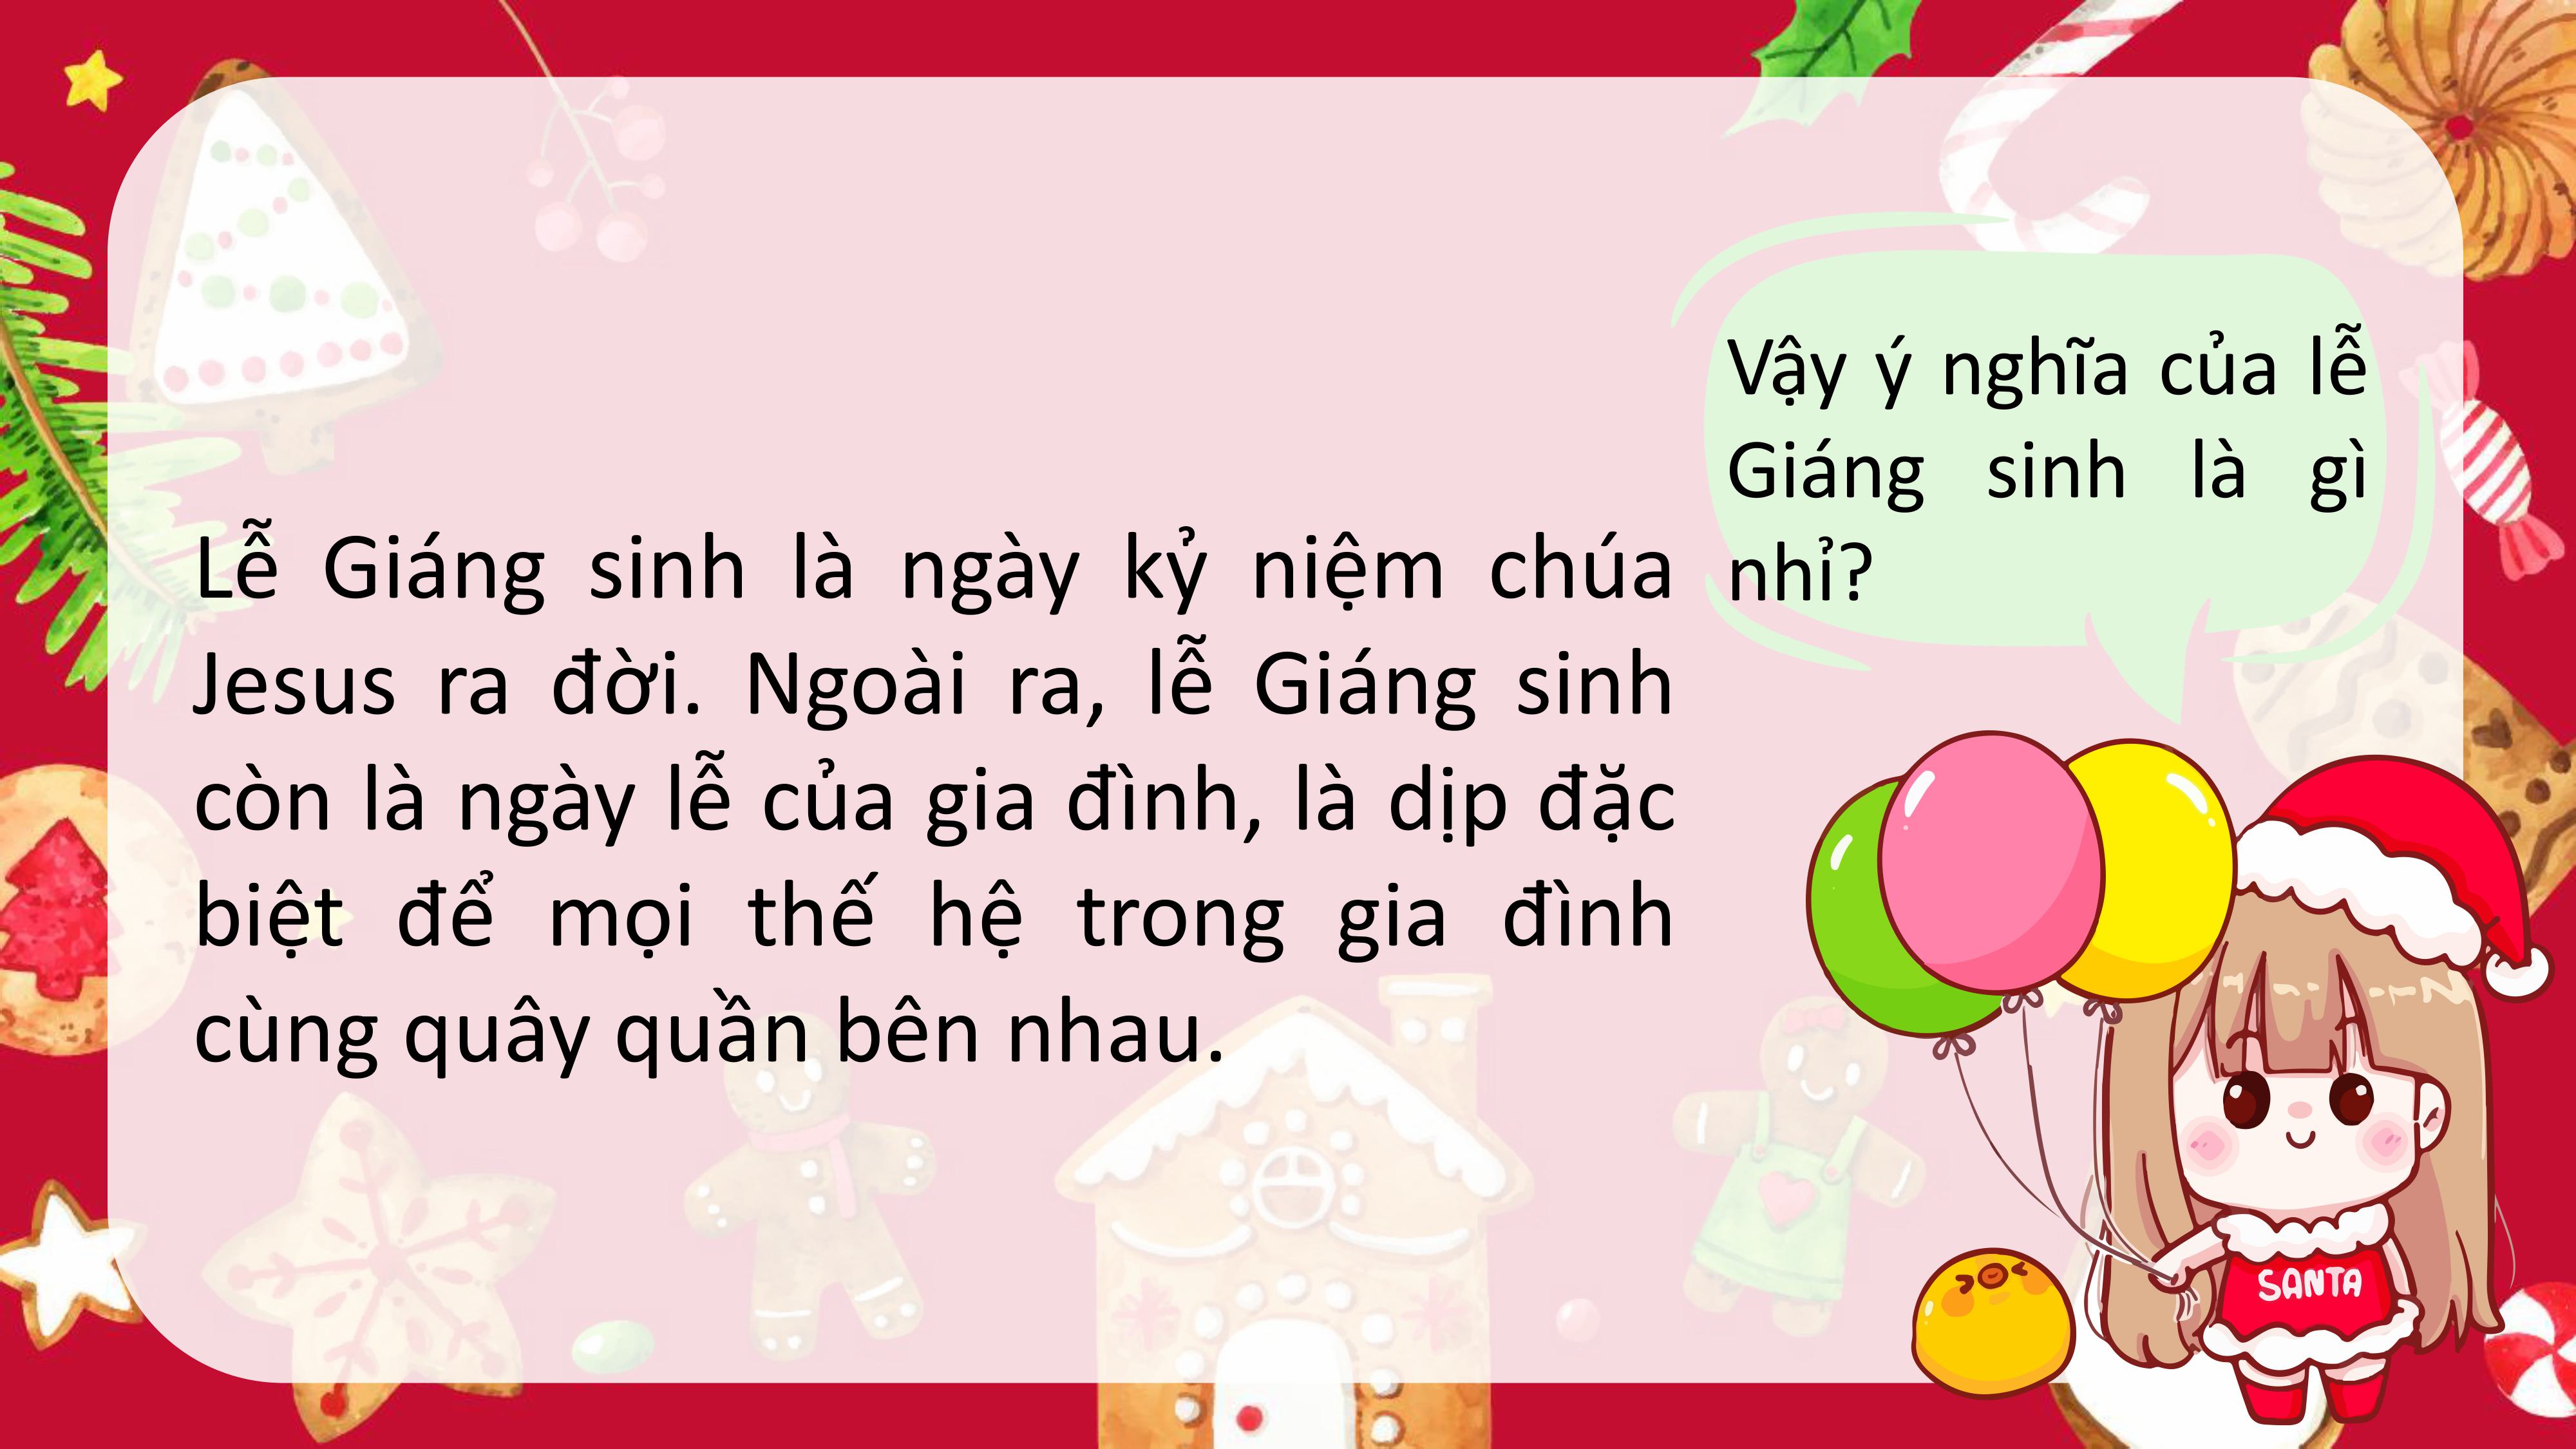 Vậy ý nghĩa của lễ
Giáng sinh là gì
nhỉ?
Lễ Giáng sinh là ngày kỷ niệm chúa
Jesus ra đời. Ngoài ra, lễ Giáng sinh
còn là ngày lễ của gia đình, là dịp đặc
biệt để mọi thế hệ trong gia đình
cùng quây quần bên nhau.
SANTA